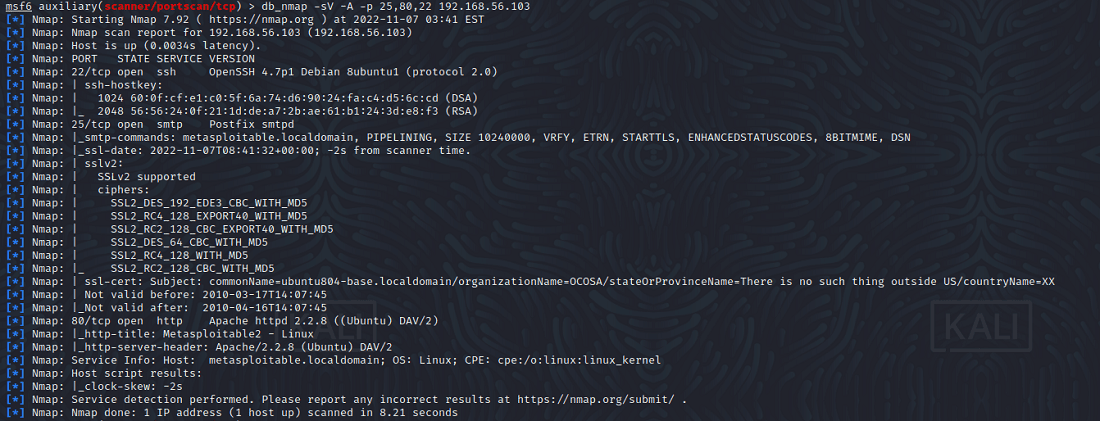 msf6 auxiliary(scanner/portscan/tcp) > db_nmap -sV -A -p 25,80,22 192.168.56.103
[*] Nmap: Starting Nmap 7.92 ( https://nmap.org ) at 2022-11-07 03:41 EST
[*] Nmap: Nmap scan report for 192.168.56.103 (192.168.56.103)
[*] Nmap: Host is up (0.0034s latency).
[*] Nmap: PORT   STATE SERVICE VERSION
[*] Nmap: 22/tcp open  ssh     OpenSSH 4.7p1 Debian 8ubuntu1 (protocol 2.0)
[*] Nmap: | ssh-hostkey:
[*] Nmap: |   1024 60:0f:cf:e1:c0:5f:6a:74:d6:90:24:fa:c4:d5:6c:cd (DSA)
[*] Nmap: |_  2048 56:56:24:0f:21:1d:de:a7:2b:ae:61:b1:24:3d:e8:f3 (RSA)
[*] Nmap: 25/tcp open  smtp    Postfix smtpd
[*] Nmap: |_smtp-commands: metasploitable.localdomain, PIPELINING, SIZE 10240000, VRFY, ETRN, STARTTLS, ENHANCEDSTATUSCODES, 8BITMIME, DSN
[*] Nmap: |_ssl-date: 2022-11-07T08:41:32+00:00; -2s from scanner time.
[*] Nmap: | sslv2:
[*] Nmap: |   SSLv2 supported
[*] Nmap: |   ciphers:
[*] Nmap: |     SSL2_DES_192_EDE3_CBC_WITH_MD5
[*] Nmap: |     SSL2_RC4_128_EXPORT40_WITH_MD5
[*] Nmap: |     SSL2_RC2_128_CBC_EXPORT40_WITH_MD5
[*] Nmap: |     SSL2_DES_64_CBC_WITH_MD5
[*] Nmap: |     SSL2_RC4_128_WITH_MD5
[*] Nmap: |_    SSL2_RC2_128_CBC_WITH_MD5
[*] Nmap: | ssl-cert: Subject: commonName=ubuntu804-base.localdomain/organizationName=OCOSA/stateOrProvinceName=There is no such thing outside US/countryName=XX
[*] Nmap: | Not valid before: 2010-03-17T14:07:45
[*] Nmap: |_Not valid after:  2010-04-16T14:07:45
[*] Nmap: 80/tcp open  http    Apache httpd 2.2.8 ((Ubuntu) DAV/2)
[*] Nmap: |_http-title: Metasploitable2 - Linux
[*] Nmap: |_http-server-header: Apache/2.2.8 (Ubuntu) DAV/2
[*] Nmap: Service Info: Host:  metasploitable.localdomain; OS: Linux; CPE: cpe:/o:linux:linux_kernel
[*] Nmap: Host script results:
[*] Nmap: |_clock-skew: -2s
[*] Nmap: Service detection performed. Please report any incorrect results at https://nmap.org/submit/ .
[*] Nmap: Nmap done: 1 IP address (1 host up) scanned in 8.21 seconds
KALI
KALI